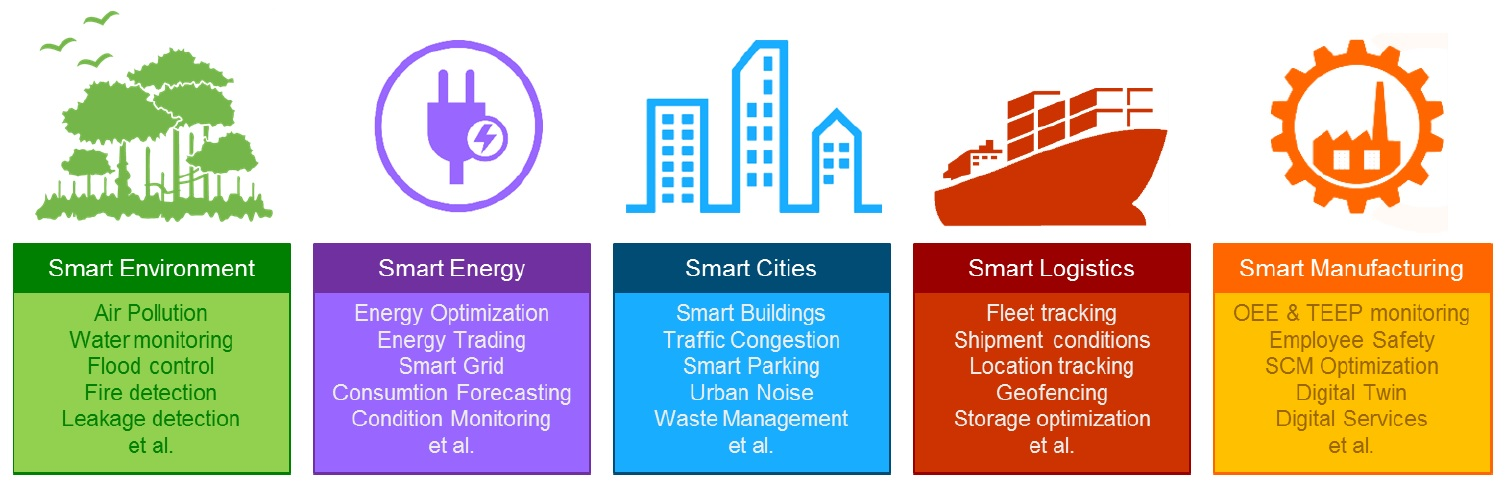 Smart Environment
Air Pollution
Water monitoring
Flood control
Fire detection
Leakage detection
et al.
Smart Energy
Energy Optimization
Energy Trading
Smart Grid
Consumtion Forecasting
Condition Monitoring
et al.
Smart Cities
Smart Buildings
Traffic Congestion
Smart Parking
Urban Noise
Waste Management
et al.
Smart Logistics
Fleet tracking
Shipment conditions
Location tracking
Geofencing
Storage optimization
et al.
Smart Manufacturing
OEE & TEEP monitoring
Employee Safety
SCM Optimization
Digital Twin
Digital Services
et al.